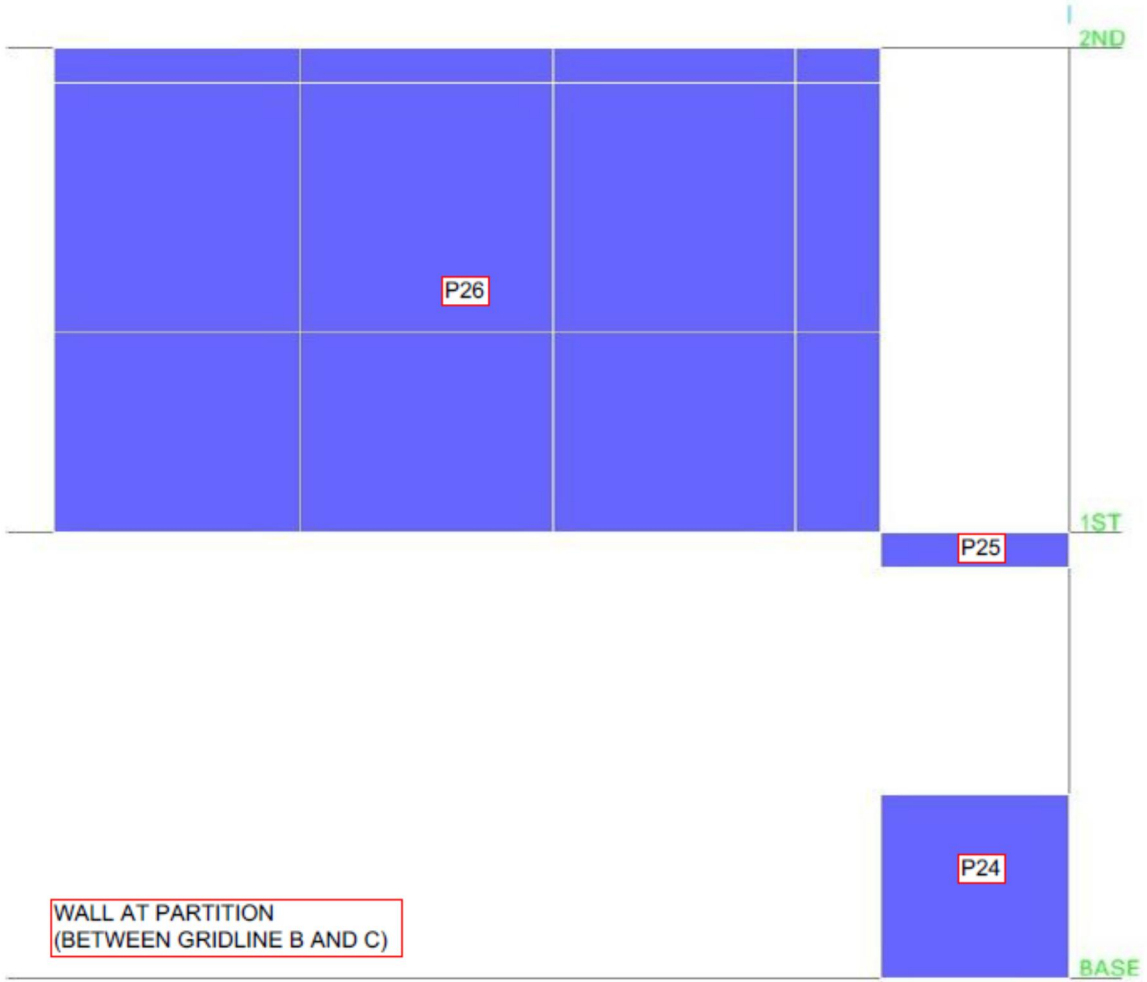 2ND
P26
1ST
P25
P24
WALL AT PARTITION
(BETWEEN GRIDLINE B AND C)
BASE